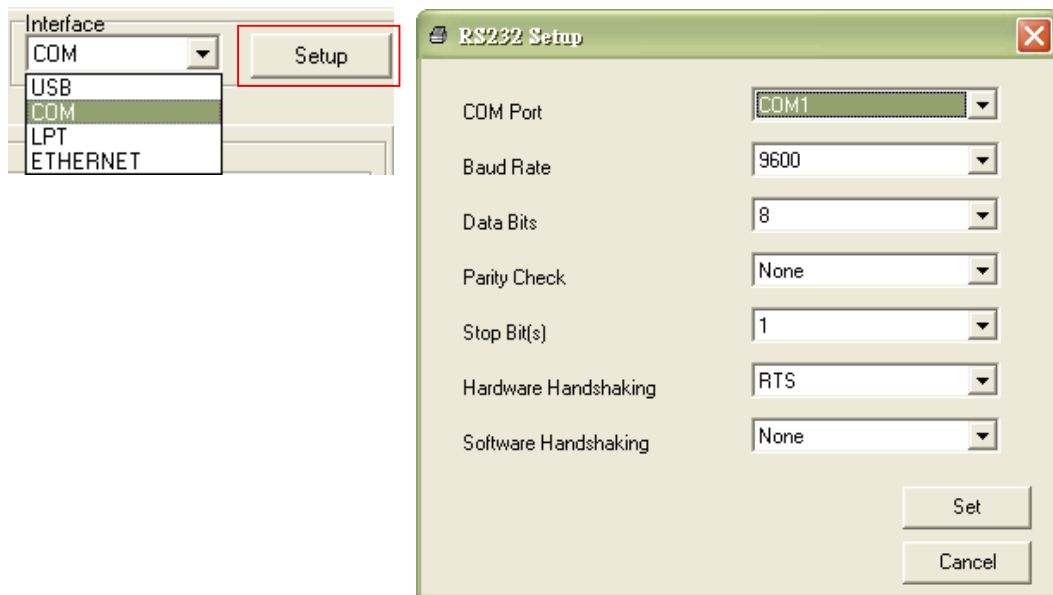 Interface
COM
Setup
USB
COM
LPT
ETHERNET
RS232 Setup
COM Port
COM1
Baud Rate
9600
Data Bits
8
Parity Check
None
Stop Bit(s)
1
Hardware Handshaking
RTS
Software Handshaking
None
Set
Cancel